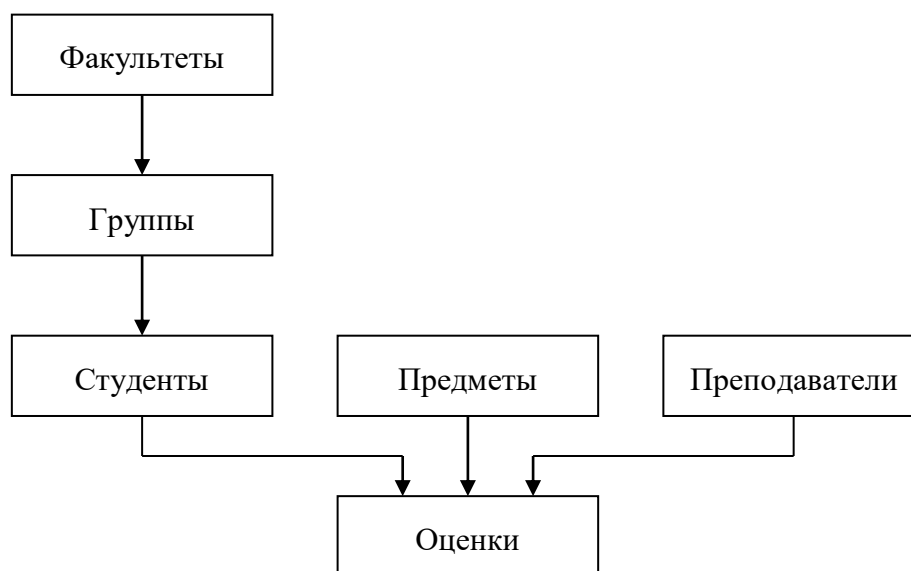 Факультеты
Группы
Студенты
Предметы
Преподаватели
Оценки